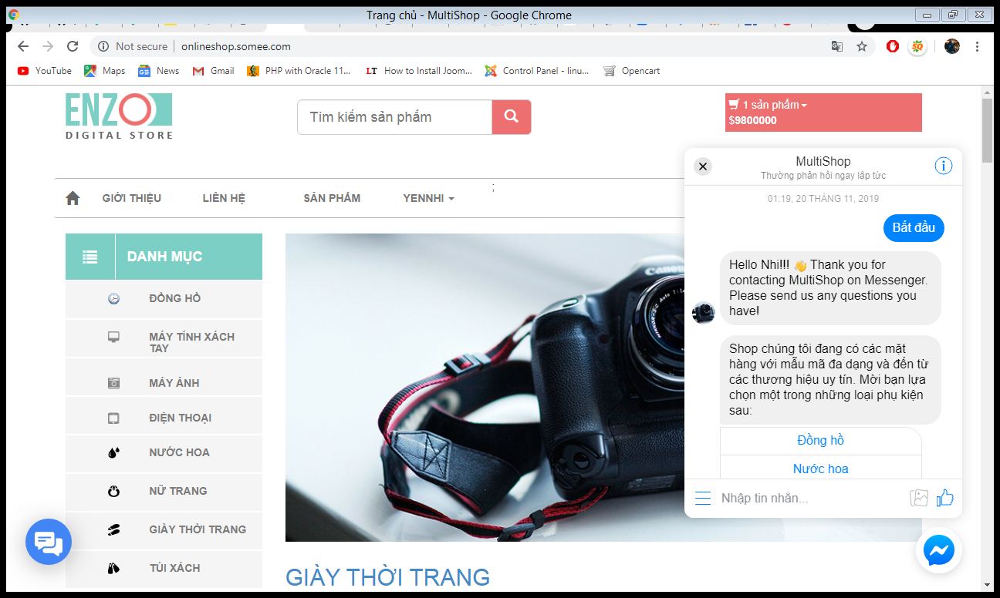 Trang chủ - MultiShop - Google Chrome
Not secure | onlineshop.somee.com
YouTube Maps News Gmail PHP with Oracle 11... LT How to Install Joom... Control Panel - linu... Opencart
ENZO
DIGITAL STORE
Tìm kiếm sản phẩm
1 sản phẩm
$9800000
GIỚI THIỆU LIÊN HỆ SẢN PHẨM YENNHI ;
DANH MỤC
ĐỒNG HỒ
MÁY TÍNH XÁCH
TAY
MÁY ẢNH
ĐIỆN THOẠI
NƯỚC HOA
NỮ TRANG
GIÀY THỜI TRANG
TÚI XÁCH
Canon
GIÀY THỜI TRANG
MultiShop
Thường phản hồi ngay lập tức
01:19, 20 THÁNG 11, 2019
Bắt đầu
Hello Nhi!!! 👋 Thank you for
contacting MultiShop on Messenger.
Please send us any questions you
have!
Shop chúng tôi đang có các mặt
hàng với mẫu mã đa dạng và đến từ
các thương hiệu uy tín. Mời bạn lựa
chọn một trong những loại phụ kiện
sau:
Đồng hồ
Nước hoa
Nhập tin nhắn...